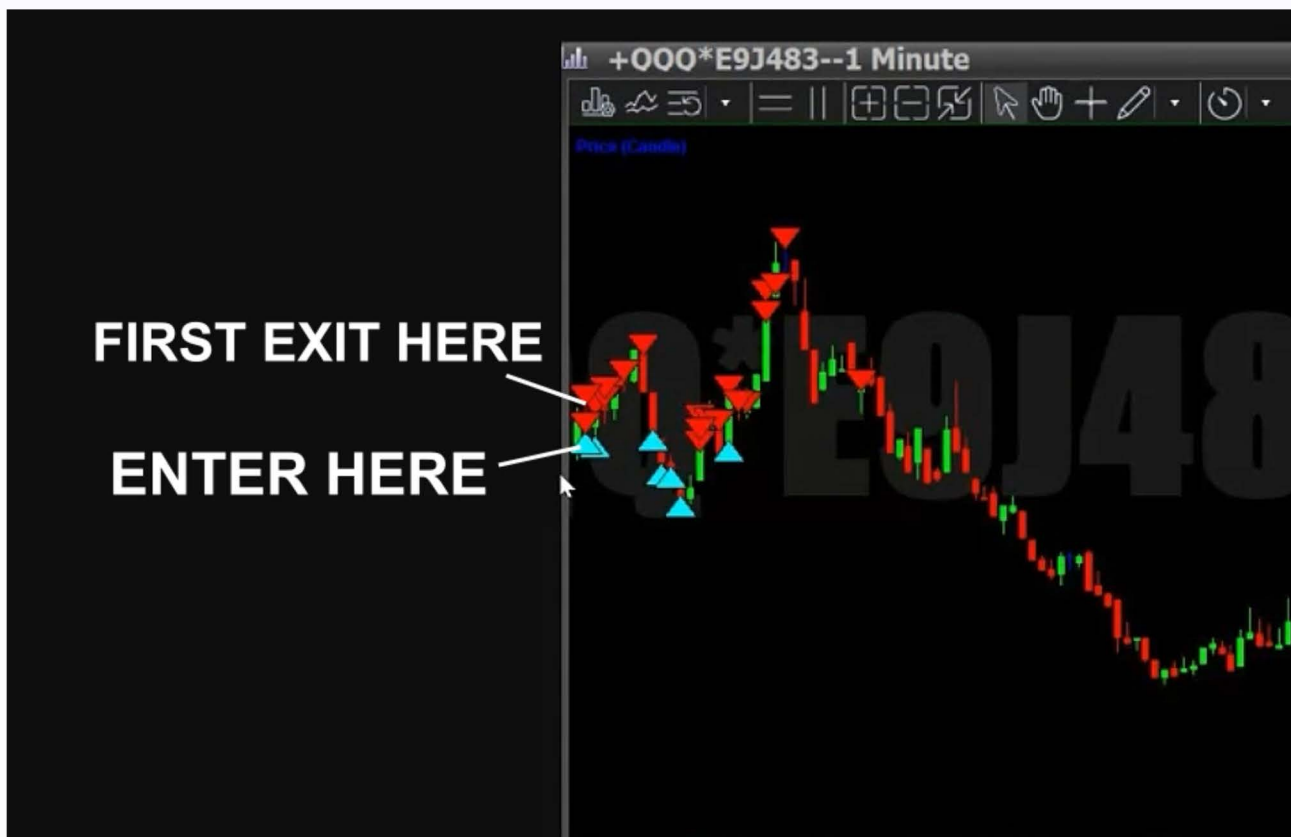 +QQQ*E9J483--1 Minute
Price (Candle)
Q*E9J48
FIRST EXIT HERE
ENTER HERE